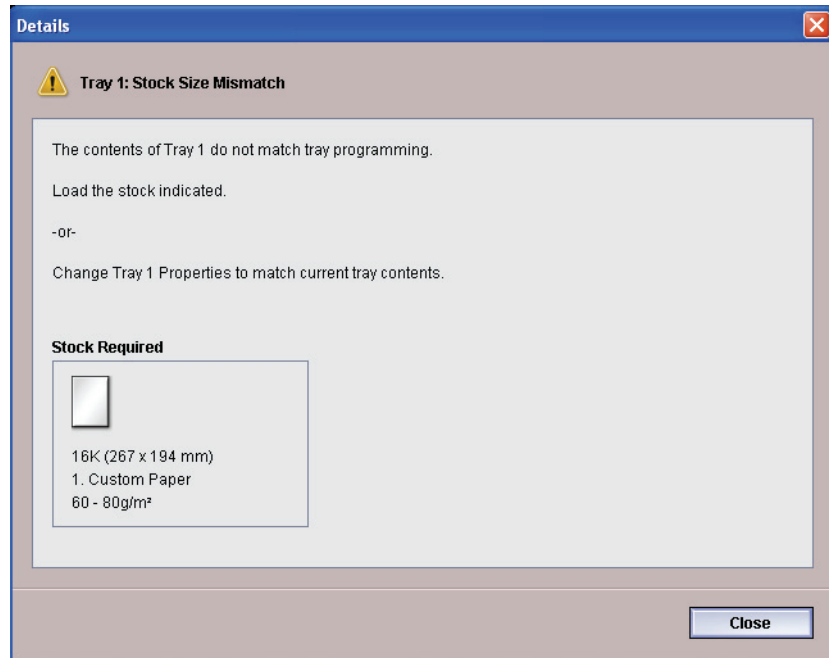 Details
Tray 1: Stock Size Mismatch
The contents of Tray 1 do not match tray programming.
Load the stock indicated.
-or-
Change Tray 1 Properties to match current tray contents.
Stock Required
16K (267 x 194 mm)
1. Custom Paper
60 - 80g/m²
Close